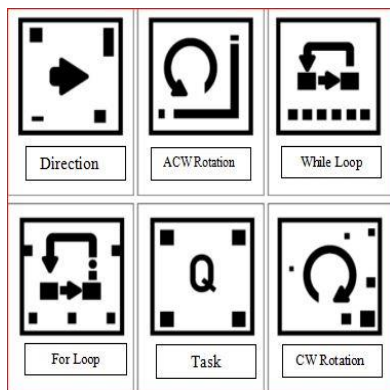 Direction
ACW Rotation
While Loop
For Loop
Q
Task
CW Rotation